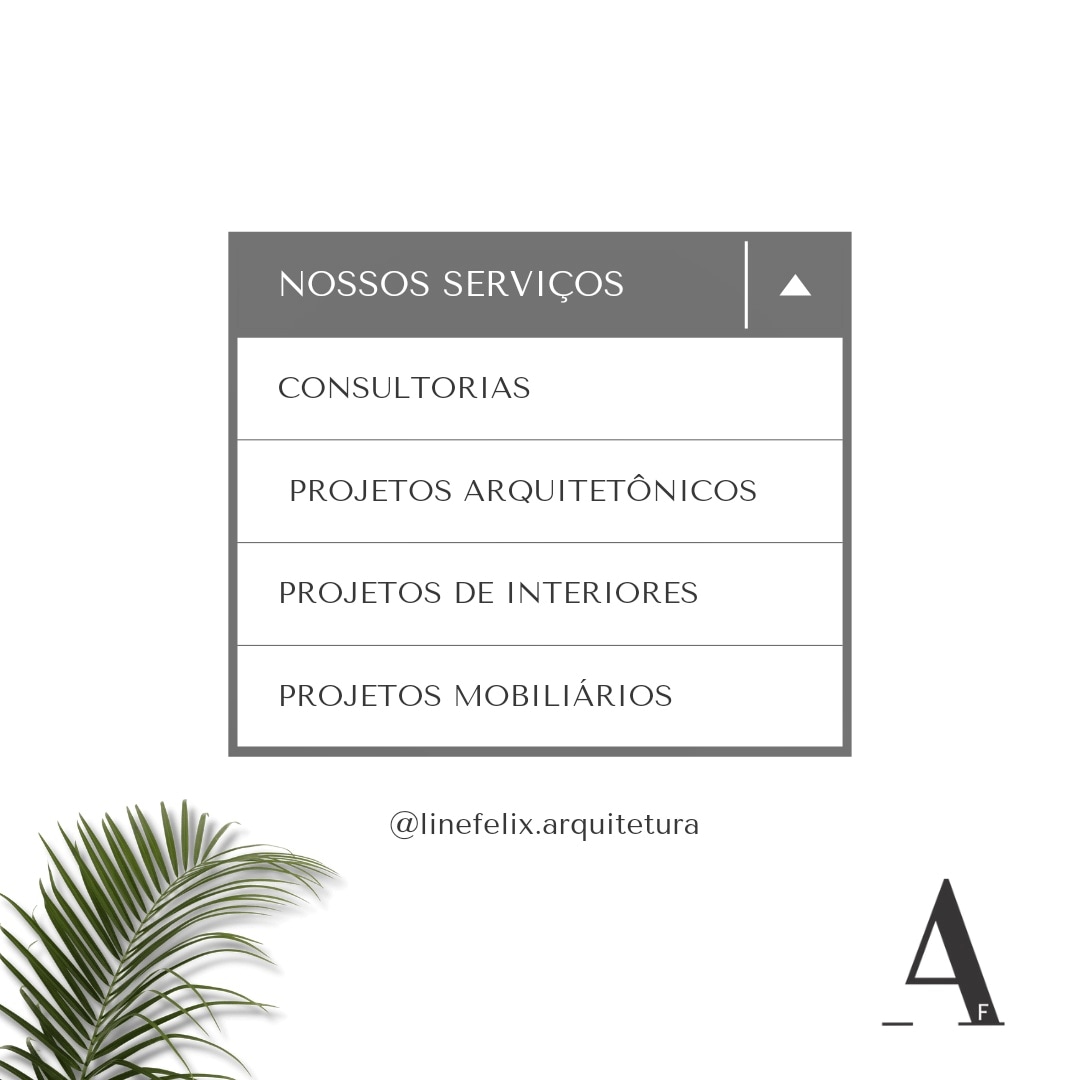 NOSSOS SERVIÇOS
CONSULTORIAS
PROJETOS ARQUITETÔNICOS
PROJETOS DE INTERIORES
PROJETOS MOBILIÁRIOS
@linefelix.arquitetura
A
F